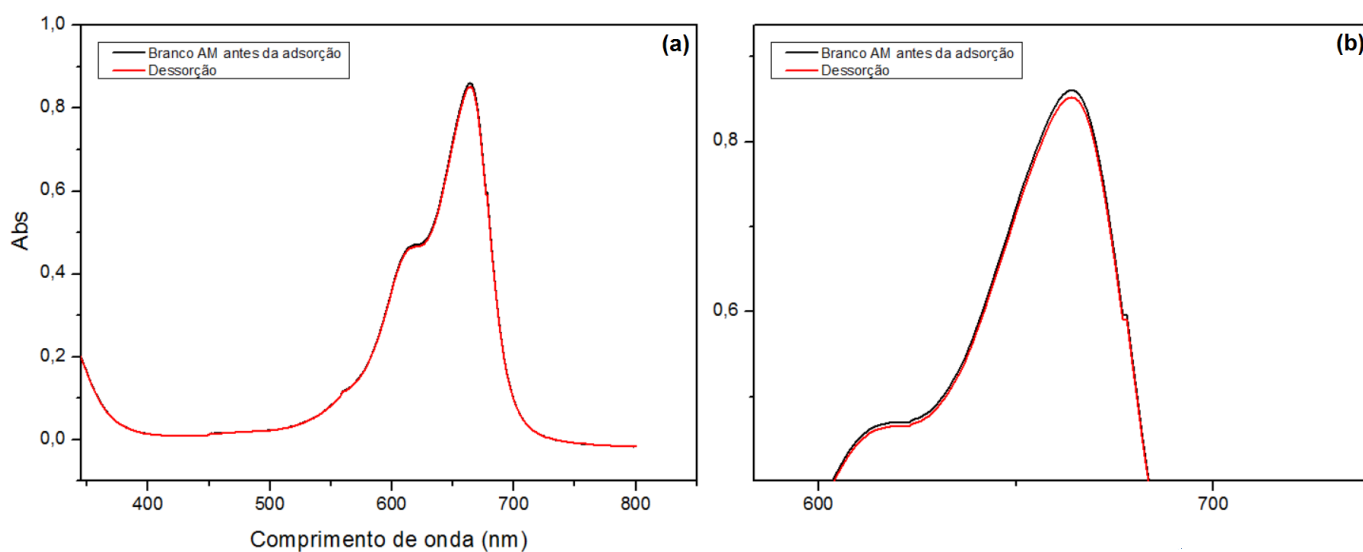 (a)
Branco AM antes da adsorção
Dessorção
1,0
0,8
0,6
0,4
0,2
0,0
Abs
400 500 600 700 800
Comprimento de onda (nm)
(b)
Branco AM antes da adsorção
Dessorção
0,8
0,6
600 700